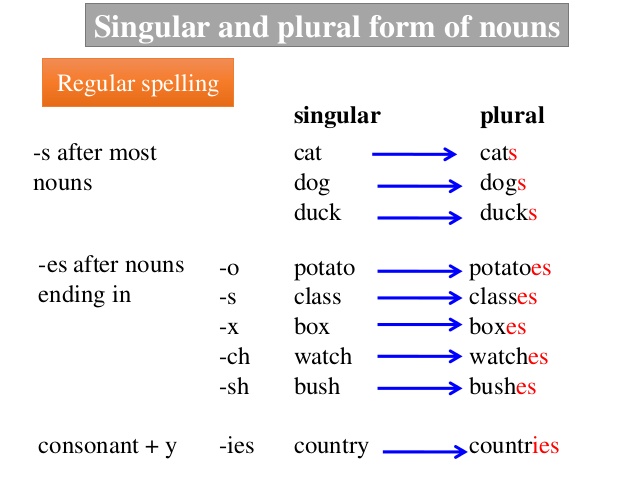 Singular and plural form of nouns
Regular spelling
singular plural
-s after most nouns
cat cats
dog dogs
duck ducks
-es after nouns ending in
-o potato potatoes
-s class classes
-x box boxes
-ch watch watches
-sh bush bushes
consonant + y -ies country countries